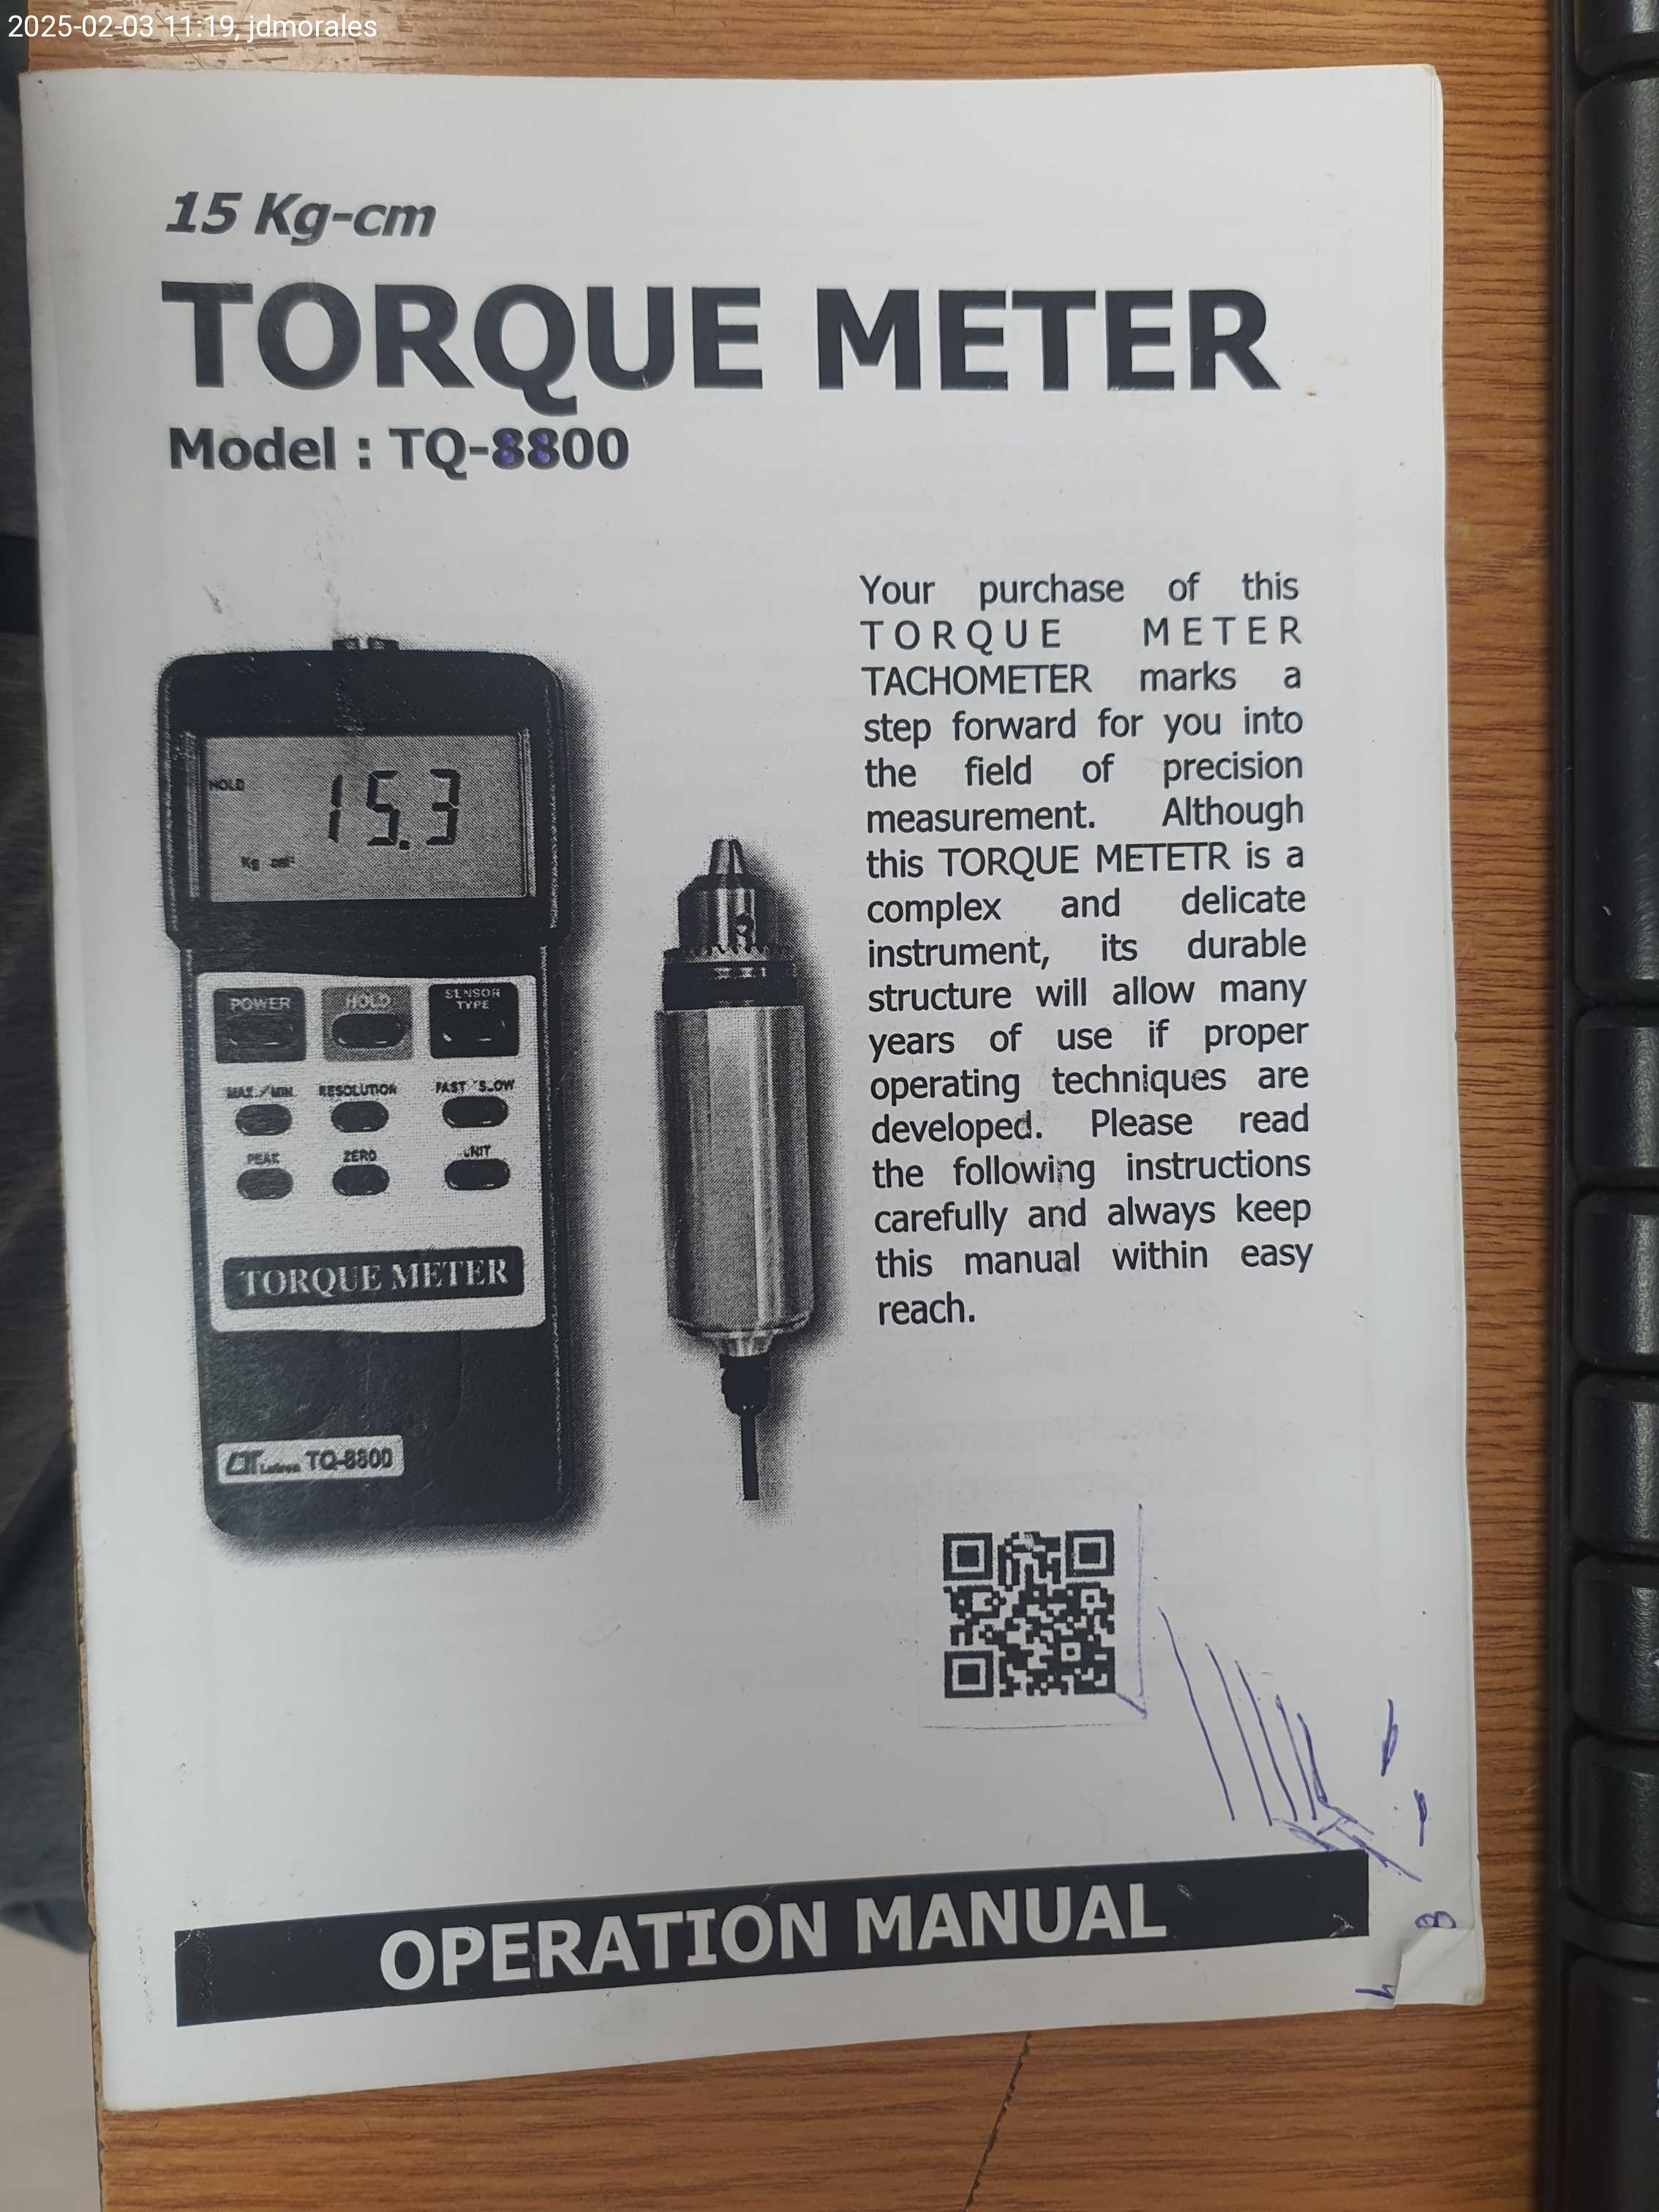 2025-02-03 11:19, jdmorales
15 Kg-cm
TORQUE METER
Model : TQ-8800
Your purchase of this
TORQUE METER
TACHOMETER marks a
step forward for you into
the field of precision
measurement. Although
this TORQUE METETR is a
complex and delicate
instrument, its durable
structure will allow many
years of use if proper
operating techniques are
developed. Please read
the following instructions
carefully and always keep
this manual within easy
reach.
HOLD
15.3
Kg
POWER HOLD SENSOR TYPE
MAX./MIN. RESOLUTION FAST SLOW
PEAK ZERO UNIT
TORQUE METER
Lutron TQ-8800
OPERATION MANUAL